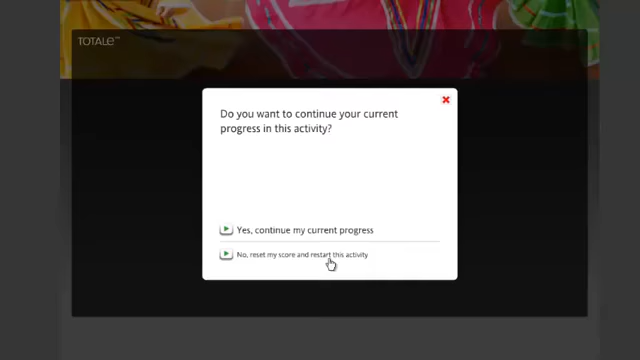 TOTALe™
Do you want to continue your current
progress in this activity?
Yes, continue my current progress
No, reset my score and restart this activity